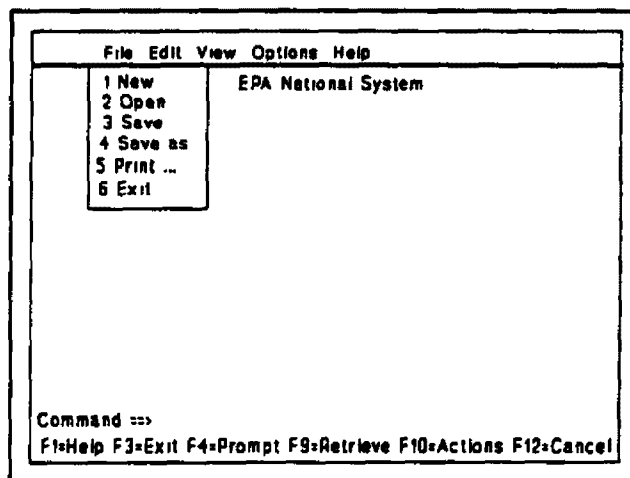 File Edit View Options Help
1 New
EPA National System
2 Open
3 Save
4 Save as
5 Print ...
6 Exit
Command ==>
F1=Help F3=Exit F4=Prompt F9=Retrieve F10=Actions F12=Cancel